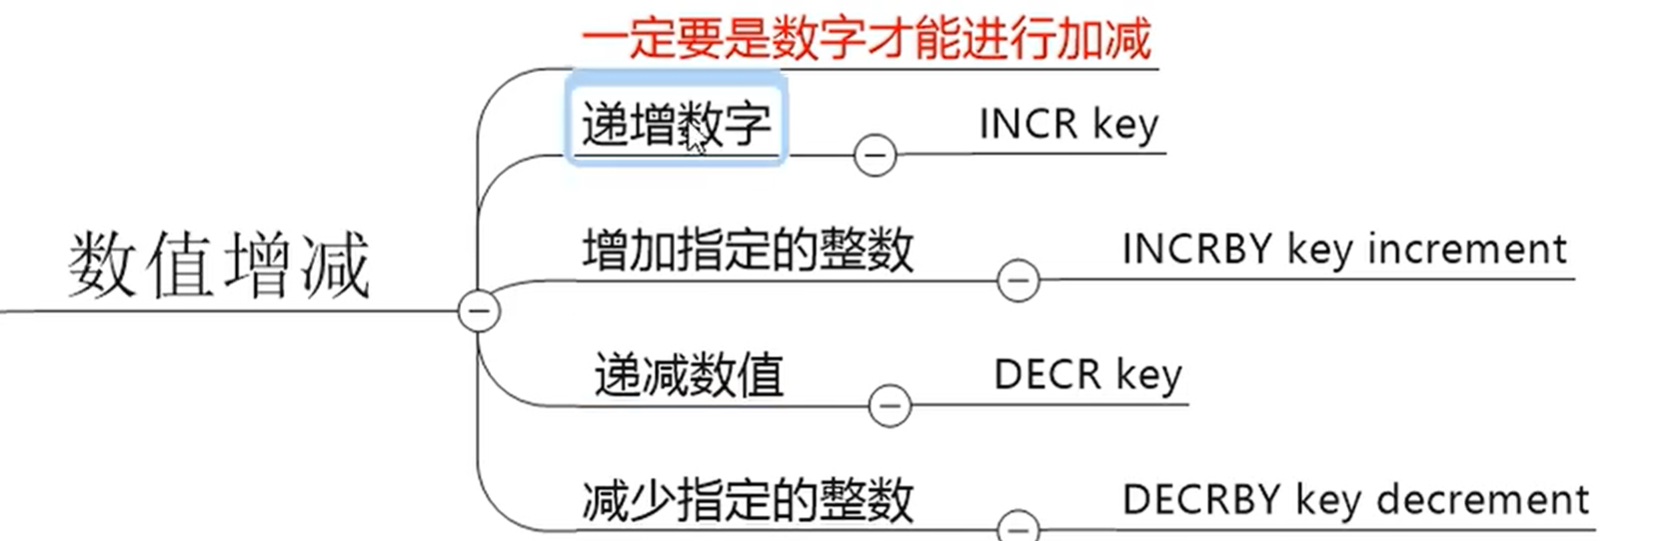 一定要是数字才能进行加减
递增数字
INCR key
数值增减
增加指定的整数
INCRBY key increment
递减数值
DECR key
减少指定的整数
DECRBY key decrement